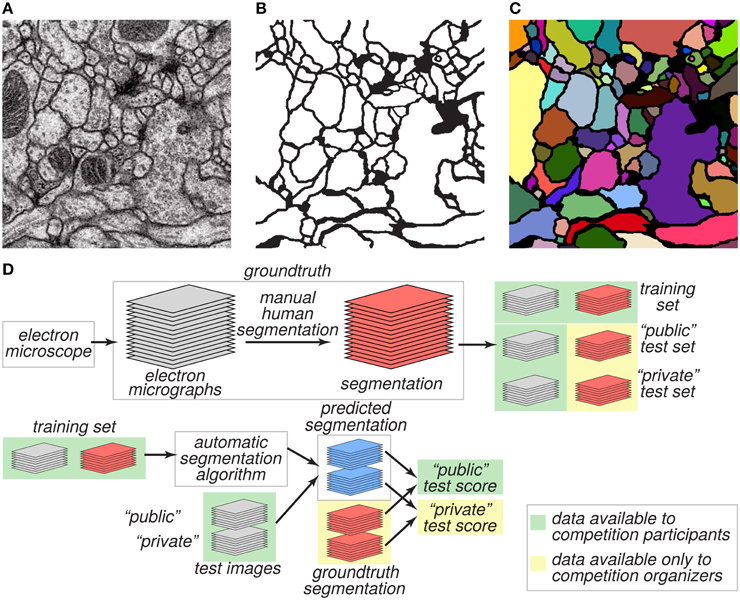 A
B
C
D
groundtruth
electron
microscope
manual
human
segmentation
electron
micrographs
segmentation
training
set
“public”
test set
“private”
test set
training set
automatic
segmentation
algorithm
predicted
segmentation
“public”
test score
“private”
test score
“public”
“private”
test images
groundtruth
segmentation
data available to
competition participants
data available only to
competition organizers